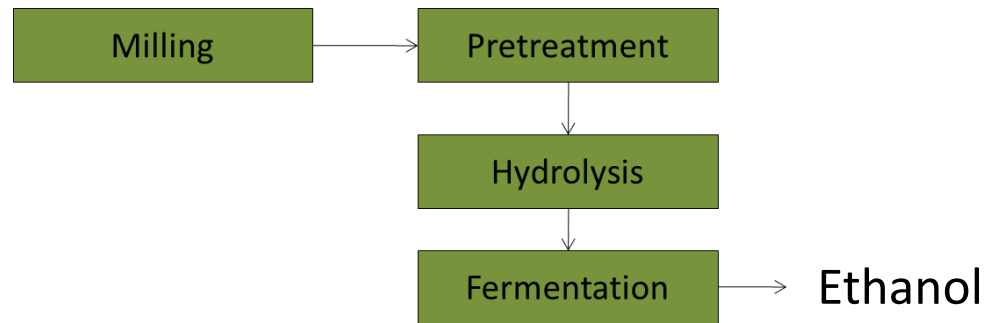 Milling
Pretreatment
Hydrolysis
Fermentation
Ethanol